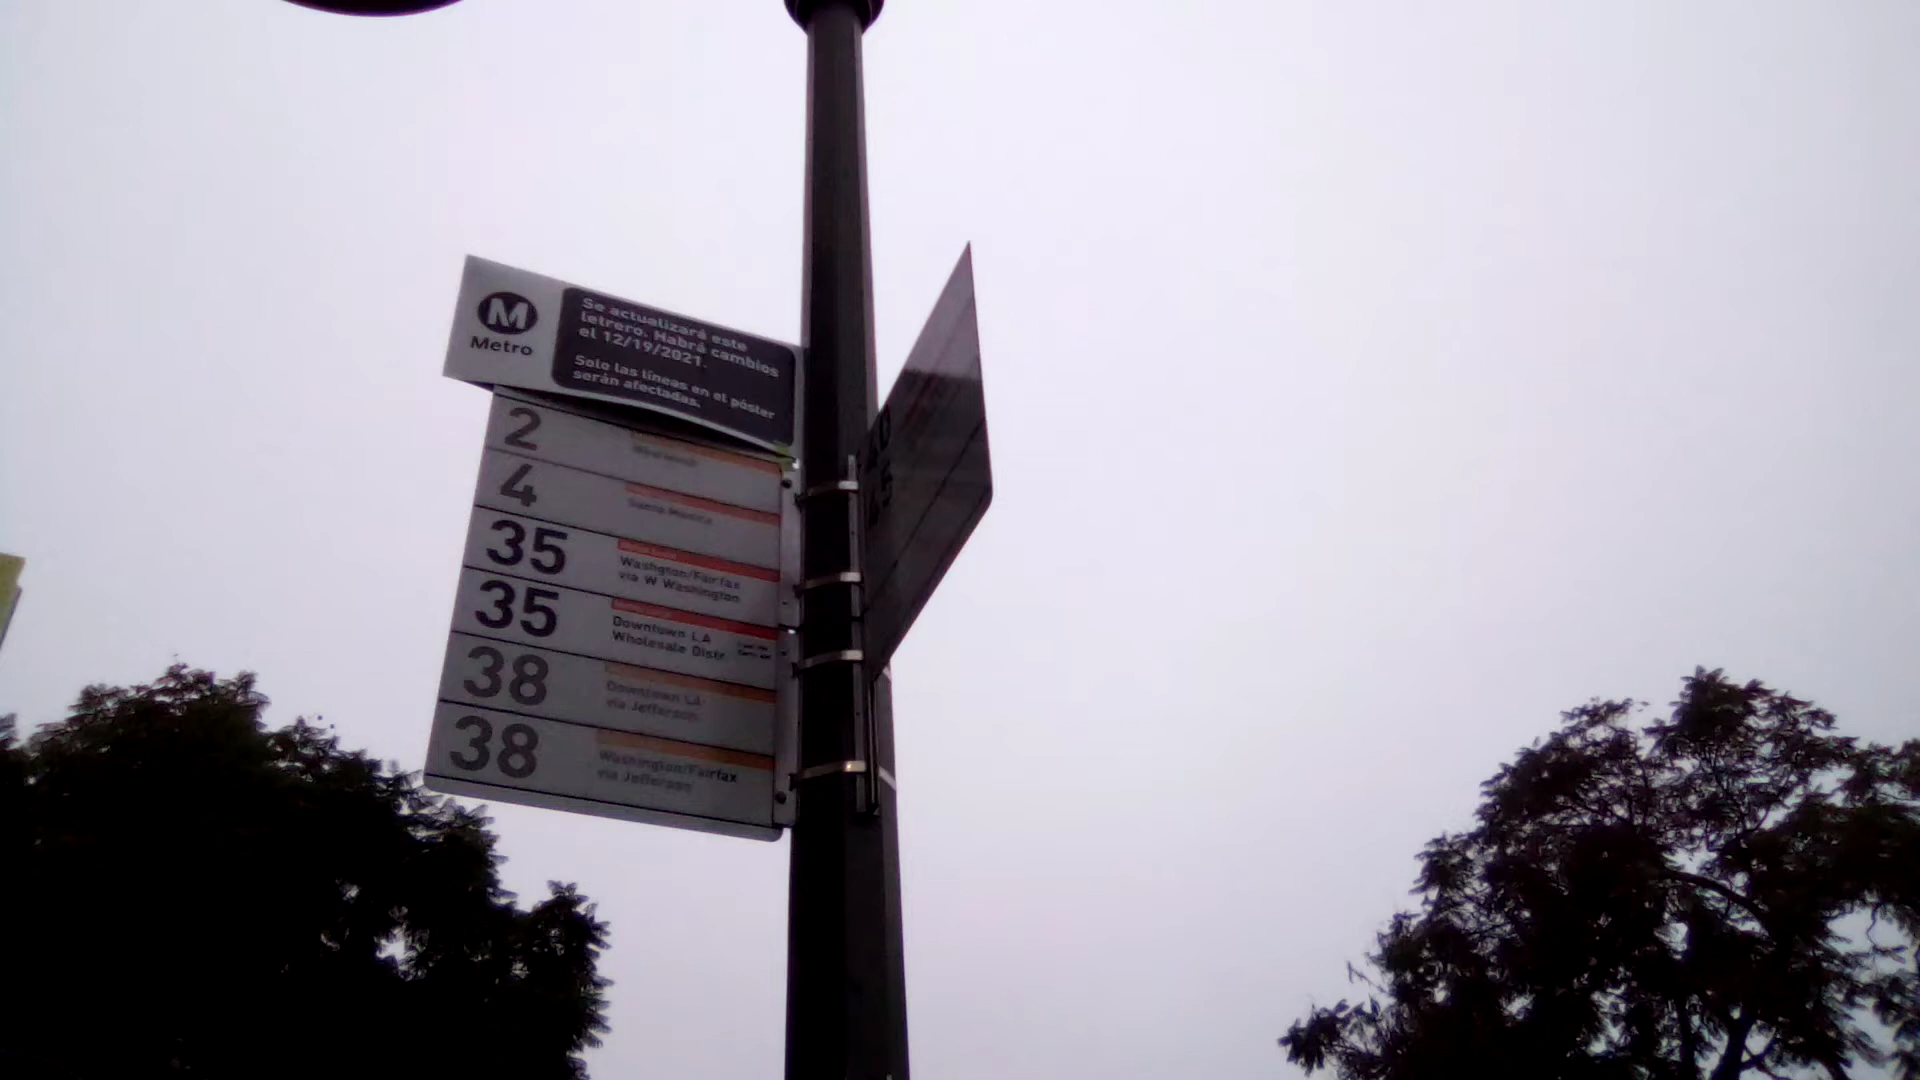 M
Metro
Se actualizará este
letrero. Habrá cambios
el 12/19/2021.
Solo las líneas en el póster
serán afectadas.
2
4
Santa Monica
35
Washgton/Fairfax
via W Washington
35
Downtown LA
Wholesale Distr
38
Downtown LA
via Jefferson
38
Washington/Fairfax
via Jefferson